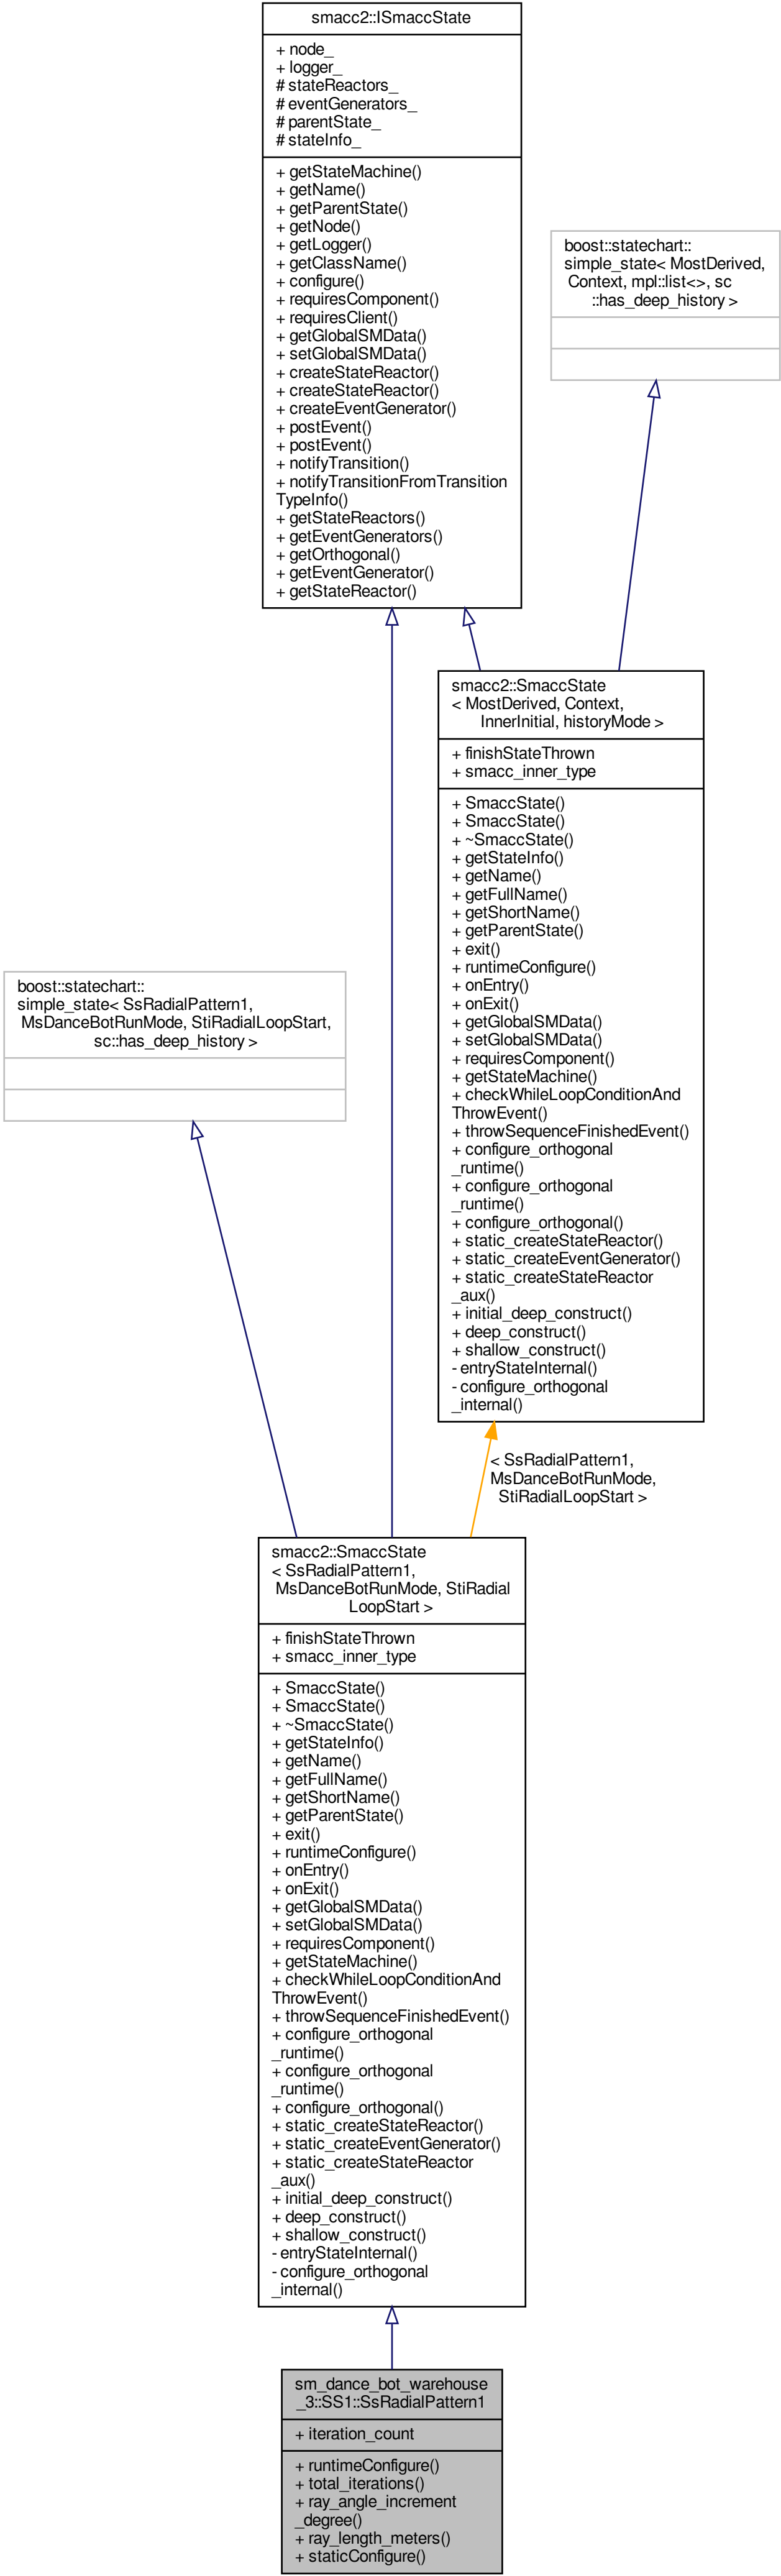 smacc2::ISmaccState
+ node_
+ logger_
# stateReactors_
# eventGenerators_
# parentState_
# stateInfo_
+ getStateMachine()
+ getName()
+ getParentState()
+ getNode()
+ getLogger()
+ getClassName()
+ configure()
+ requiresComponent()
+ requiresClient()
+ getGlobalSMData()
+ setGlobalSMData()
+ createStateReactor()
+ createStateReactor()
+ createEventGenerator()
+ postEvent()
+ postEvent()
+ notifyTransition()
+ notifyTransitionFromTransition
TypeInfo()
+ getStateReactors()
+ getEventGenerators()
+ getOrthogonal()
+ getEventGenerator()
+ getStateReactor()
boost::statechart::
simple_state< MostDerived,
Context, mpl::list<>, sc
::has_deep_history >
smacc2::SmaccState
< MostDerived, Context,
InnerInitial, historyMode >
+ finishStateThrown
+ smacc_inner_type
+ SmaccState()
+ SmaccState()
+ ~SmaccState()
+ getStateInfo()
+ getName()
+ getFullName()
+ getShortName()
+ getParentState()
+ exit()
+ runtimeConfigure()
+ onEntry()
+ onExit()
+ getGlobalSMData()
+ setGlobalSMData()
+ requiresComponent()
+ getStateMachine()
+ checkWhileLoopConditionAnd
ThrowEvent()
+ throwSequenceFinishedEvent()
+ configure_orthogonal
_runtime()
+ configure_orthogonal
_runtime()
+ configure_orthogonal()
+ static_createStateReactor()
+ static_createEventGenerator()
+ static_createStateReactor
_aux()
+ initial_deep_construct()
+ deep_construct()
+ shallow_construct()
- entryStateInternal()
- configure_orthogonal
_internal()
boost::statechart::
simple_state< SsRadialPattern1,
MsDanceBotRunMode, StiRadialLoopStart,
sc::has_deep_history >
< SsRadialPattern1,
MsDanceBotRunMode,
StiRadialLoopStart >
smacc2::SmaccState
< SsRadialPattern1,
MsDanceBotRunMode, StiRadial
LoopStart >
+ finishStateThrown
+ smacc_inner_type
+ SmaccState()
+ SmaccState()
+ ~SmaccState()
+ getStateInfo()
+ getName()
+ getFullName()
+ getShortName()
+ getParentState()
+ exit()
+ runtimeConfigure()
+ onEntry()
+ onExit()
+ getGlobalSMData()
+ setGlobalSMData()
+ requiresComponent()
+ getStateMachine()
+ checkWhileLoopConditionAnd
ThrowEvent()
+ throwSequenceFinishedEvent()
+ configure_orthogonal
_runtime()
+ configure_orthogonal
_runtime()
+ configure_orthogonal()
+ static_createStateReactor()
+ static_createEventGenerator()
+ static_createStateReactor
_aux()
+ initial_deep_construct()
+ deep_construct()
+ shallow_construct()
- entryStateInternal()
- configure_orthogonal
_internal()
sm_dance_bot_warehouse
_3::SS1::SsRadialPattern1
+ iteration_count
+ runtimeConfigure()
+ total_iterations()
+ ray_angle_increment
_degree()
+ ray_length_meters()
+ staticConfigure()